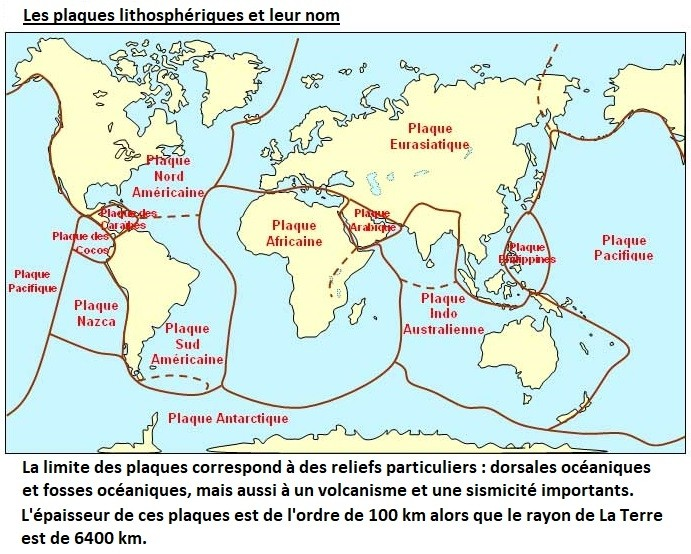 Les plaques lithosphériques et leur nom
Plaque
Eurasiatique
Plaque
Nord
Américaine
Plaque des
Caraïbes
Plaque
Arabique
Plaque
Africaine
Plaque des
Cocos
Plaque
Philippines
Plaque
Pacifique
Plaque
Pacifique
Plaque
Nazca
Plaque
Indo
Australienne
Plaque
Sud
Américaine
Plaque Antarctique
La limite des plaques correspond à des reliefs particuliers : dorsales océaniques
et fosses océaniques, mais aussi à un volcanisme et une sismicité importants.
L'épaisseur de ces plaques est de l'ordre de 100 km alors que le rayon de La Terre
est de 6400 km.